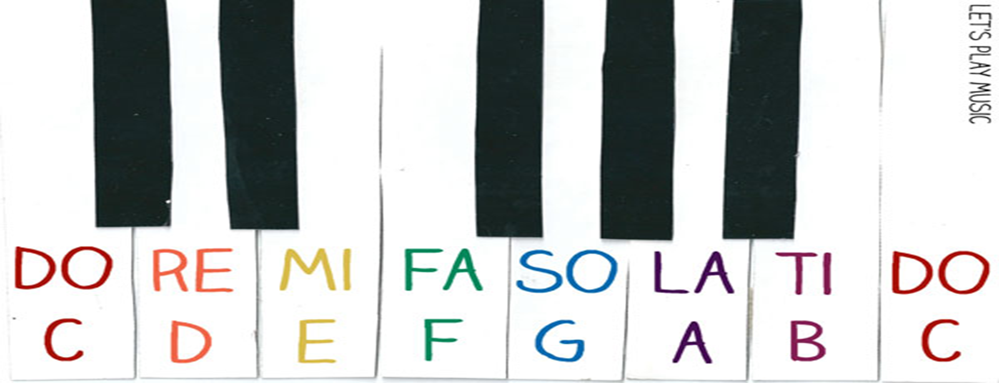 DO RE MI FA SO LA TI DO
C D E F G A B C
LET'S PLAY MUSIC